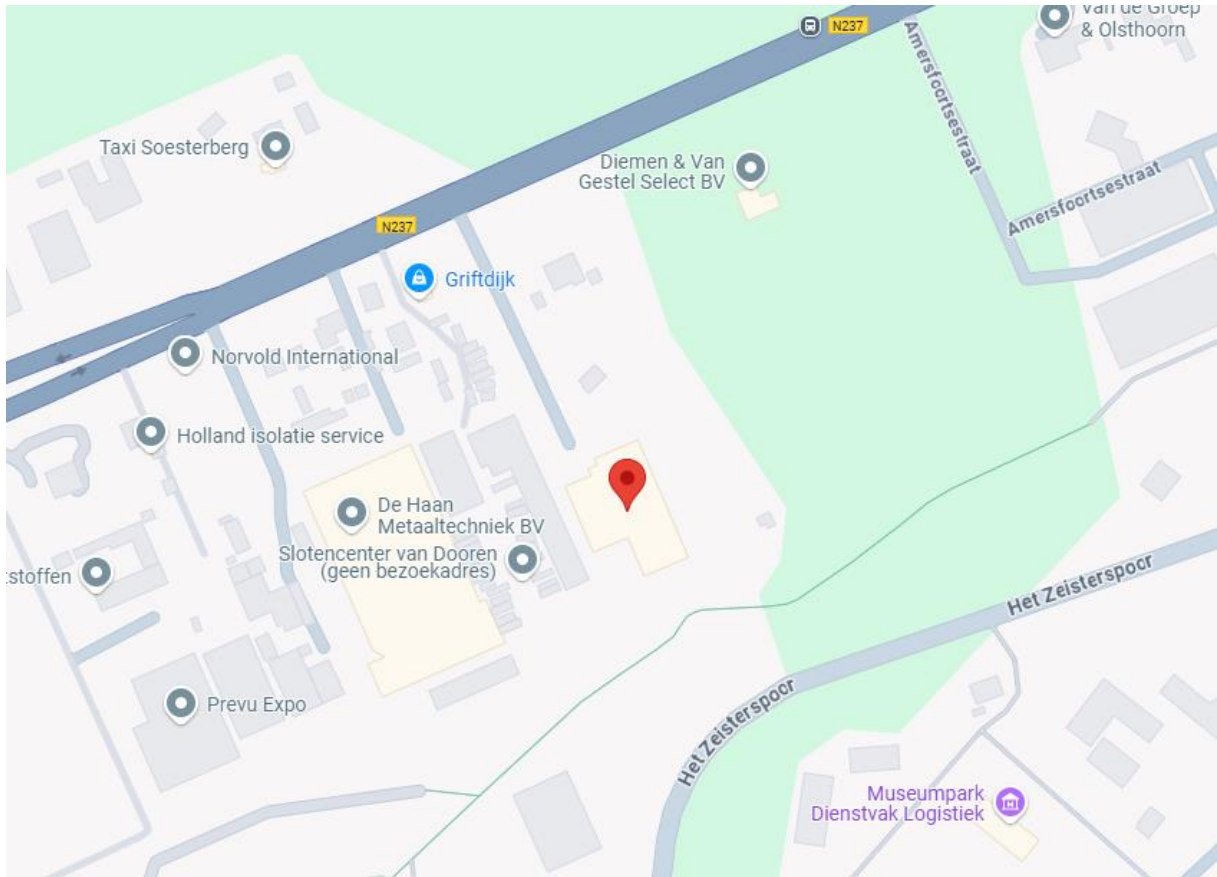 Van de Groep
& Olsthoorn
N237
Amersfoortsestraat
Taxi Soesterberg
Diemen & Van
Gestel Select BV
Amersfoortsestraat
N237
Griftdijk
Norvold International
Holland isolatie service
De Haan
Metaaltechniek BV
Slotencenter van Dooren
(geen bezoekadres)
tstoffen
Het Zeisterspoor
Prevu Expo
Het Zeisterspoor
Museumpark
Dienstvak Logistiek